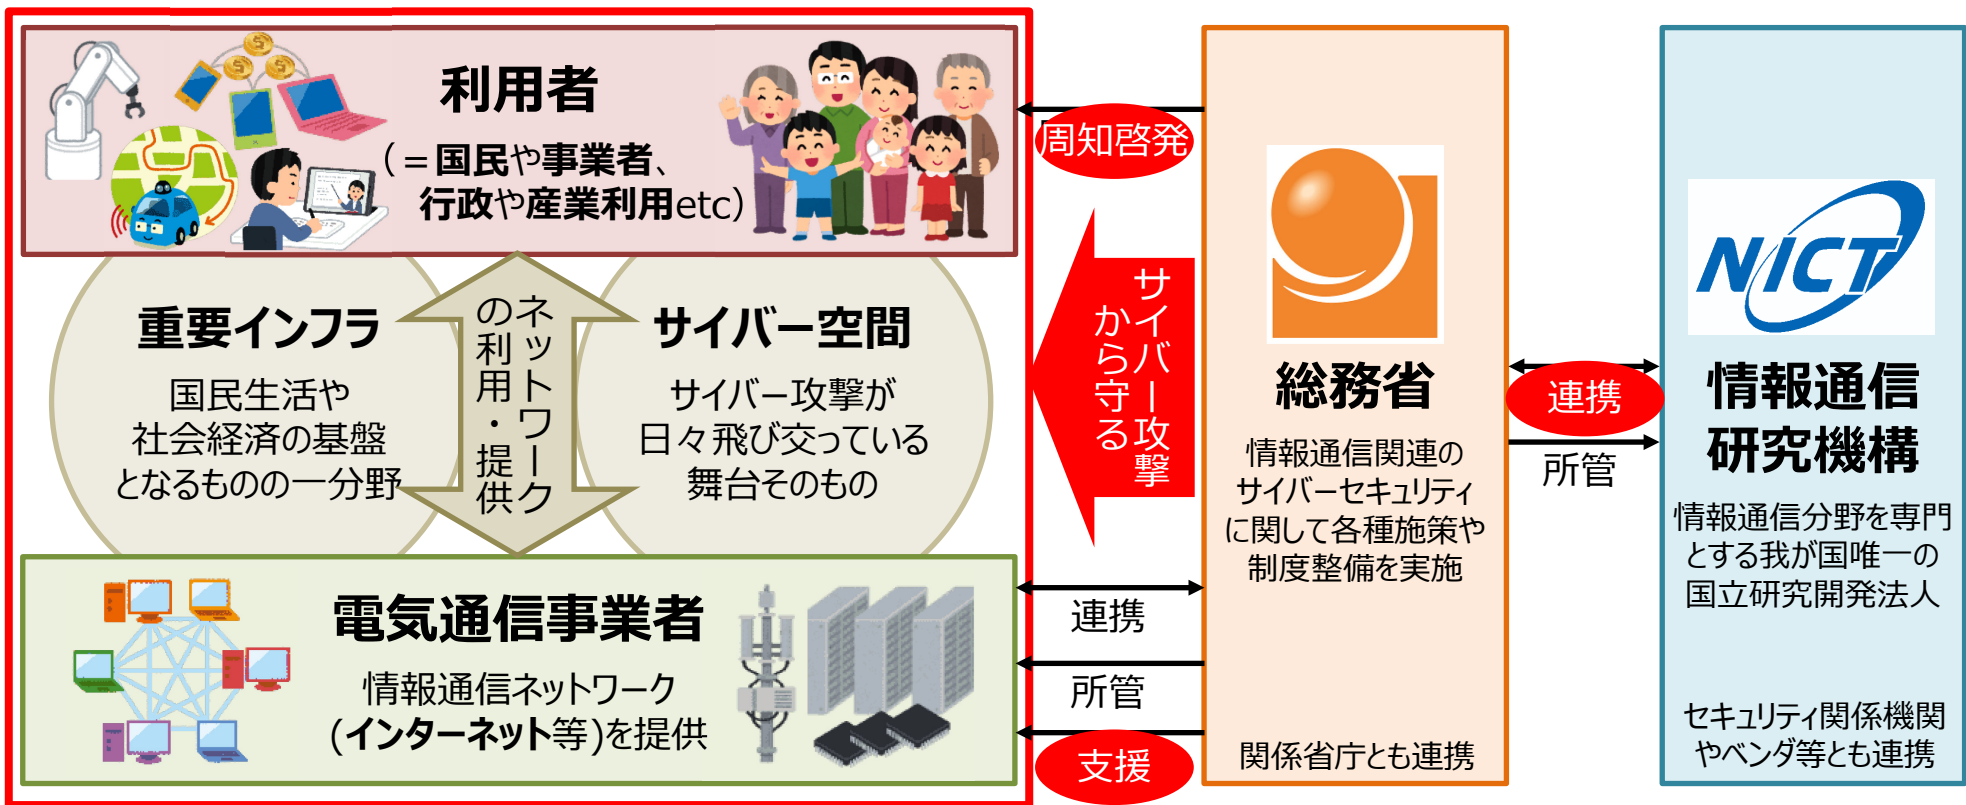 利用者
(＝国民や事業者、
行政や産業利用etc)
重要インフラ
国民生活や
社会経済の基盤
となるものの一分野
ネットワーク
の利用・提供
サイバー空間
サイバー攻撃が
日々飛び交っている
舞台そのもの
電気通信事業者
情報通信ネットワーク
(インターネット等)を提供
周知啓発
サイバー攻撃
から守る
連携
所管
支援
総務省
情報通信関連の
サイバーセキュリティ
に関して各種施策や
制度整備を実施
関係省庁とも連携
連携
所管
NICT
情報通信
研究機構
情報通信分野を専門
とする我が国唯一の
国立研究開発法人
セキュリティ関係機関
やベンダ等とも連携